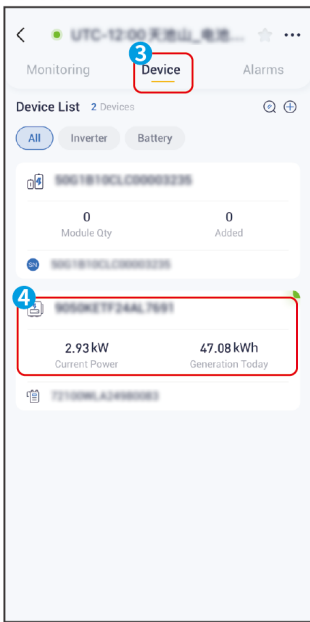 UTC-12:00
3
Monitoring Device Alarms
Device List 2 Devices
All Inverter Battery
0 0
Module Qty Added
SN
4
2.93 kW 47.08 kWh
Current Power Generation Today